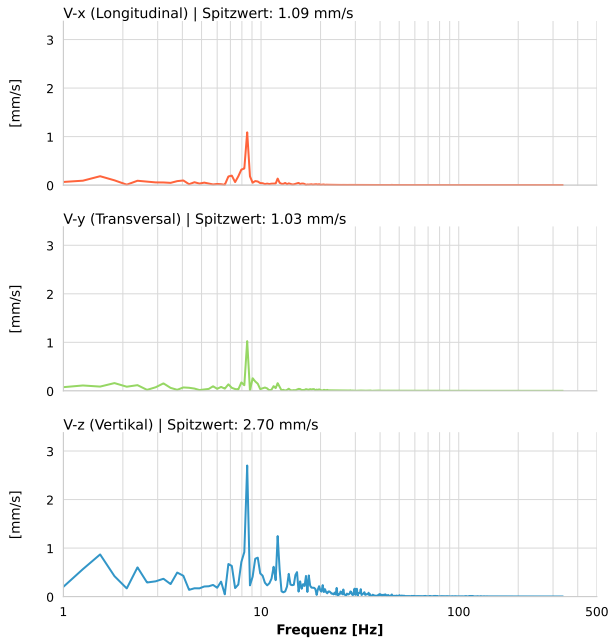 V-x (Longitudinal) | Spitzwert: 1.09 mm/s
3
2
1
0
[mm/s]
V-y (Transversal) | Spitzwert: 1.03 mm/s
3
2
1
0
[mm/s]
V-z (Vertikal) | Spitzwert: 2.70 mm/s
3
2
1
0
[mm/s]
1 10 100 500
Frequenz [Hz]